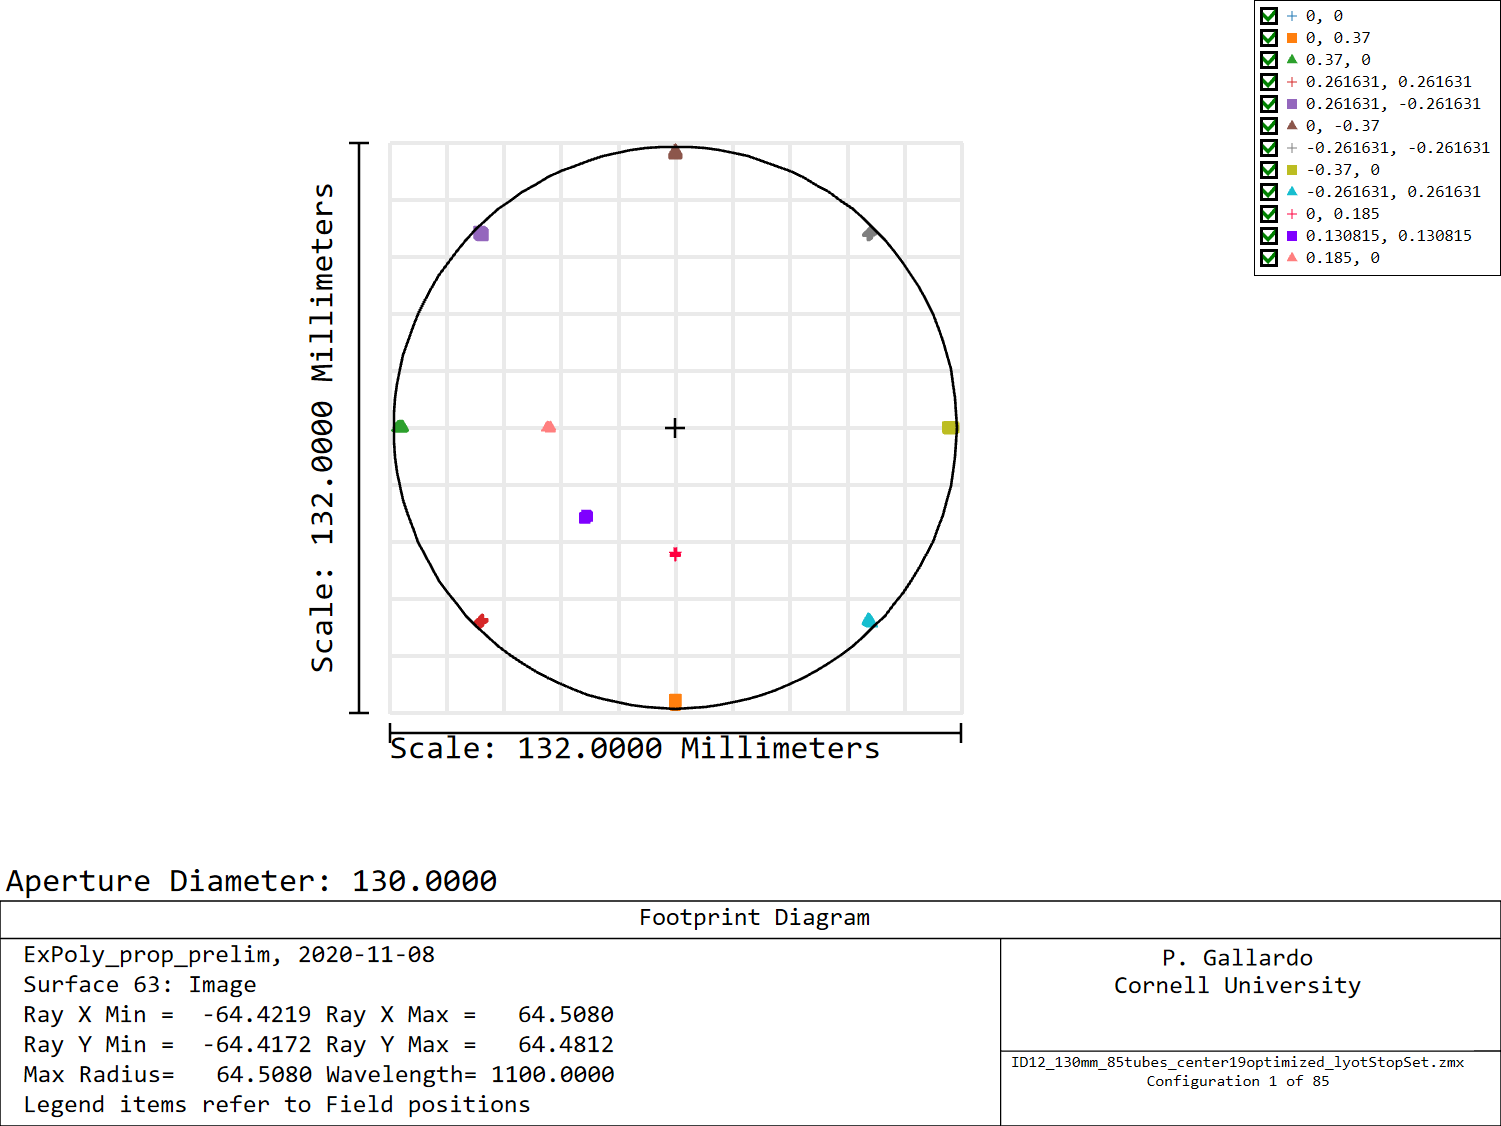 0, 0
0, 0.37
0.37, 0
0.261631, 0.261631
0.261631, -0.261631
0, -0.37
-0.261631, -0.261631
-0.37, 0
-0.261631, 0.261631
0, 0.185
0.130815, 0.130815
0.185, 0
Scale: 132.0000 Millimeters
Scale: 132.0000 Millimeters
Aperture Diameter: 130.0000
Footprint Diagram
ExPoly_prop_prelim, 2020-11-08
Surface 63: Image
Ray X Min = -64.4219 Ray X Max = 64.5080
Ray Y Min = -64.4172 Ray Y Max = 64.4812
Max Radius= 64.5080 Wavelength= 1100.0000
Legend items refer to Field positions
P. Gallardo
Cornell University
ID12_130mm_85tubes_center19optimized_lyotStopSet.zmx
Configuration 1 of 85